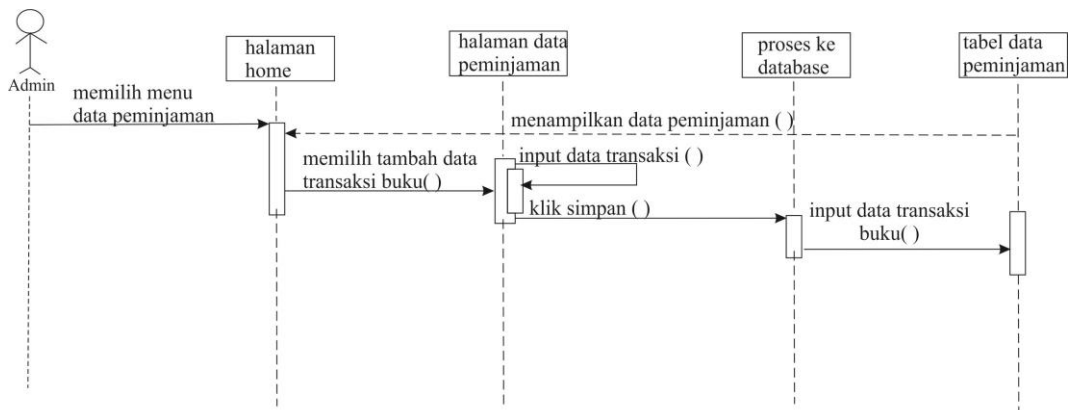 Admin
halaman
home
halaman data
peminjaman
proses ke
database
tabel data
peminjaman
memilih menu
data peminjaman
menampilkan data peminjaman ( )
memilih tambah data
transaksi buku( )
input data transaksi ( )
klik simpan ( )
input data transaksi
buku( )